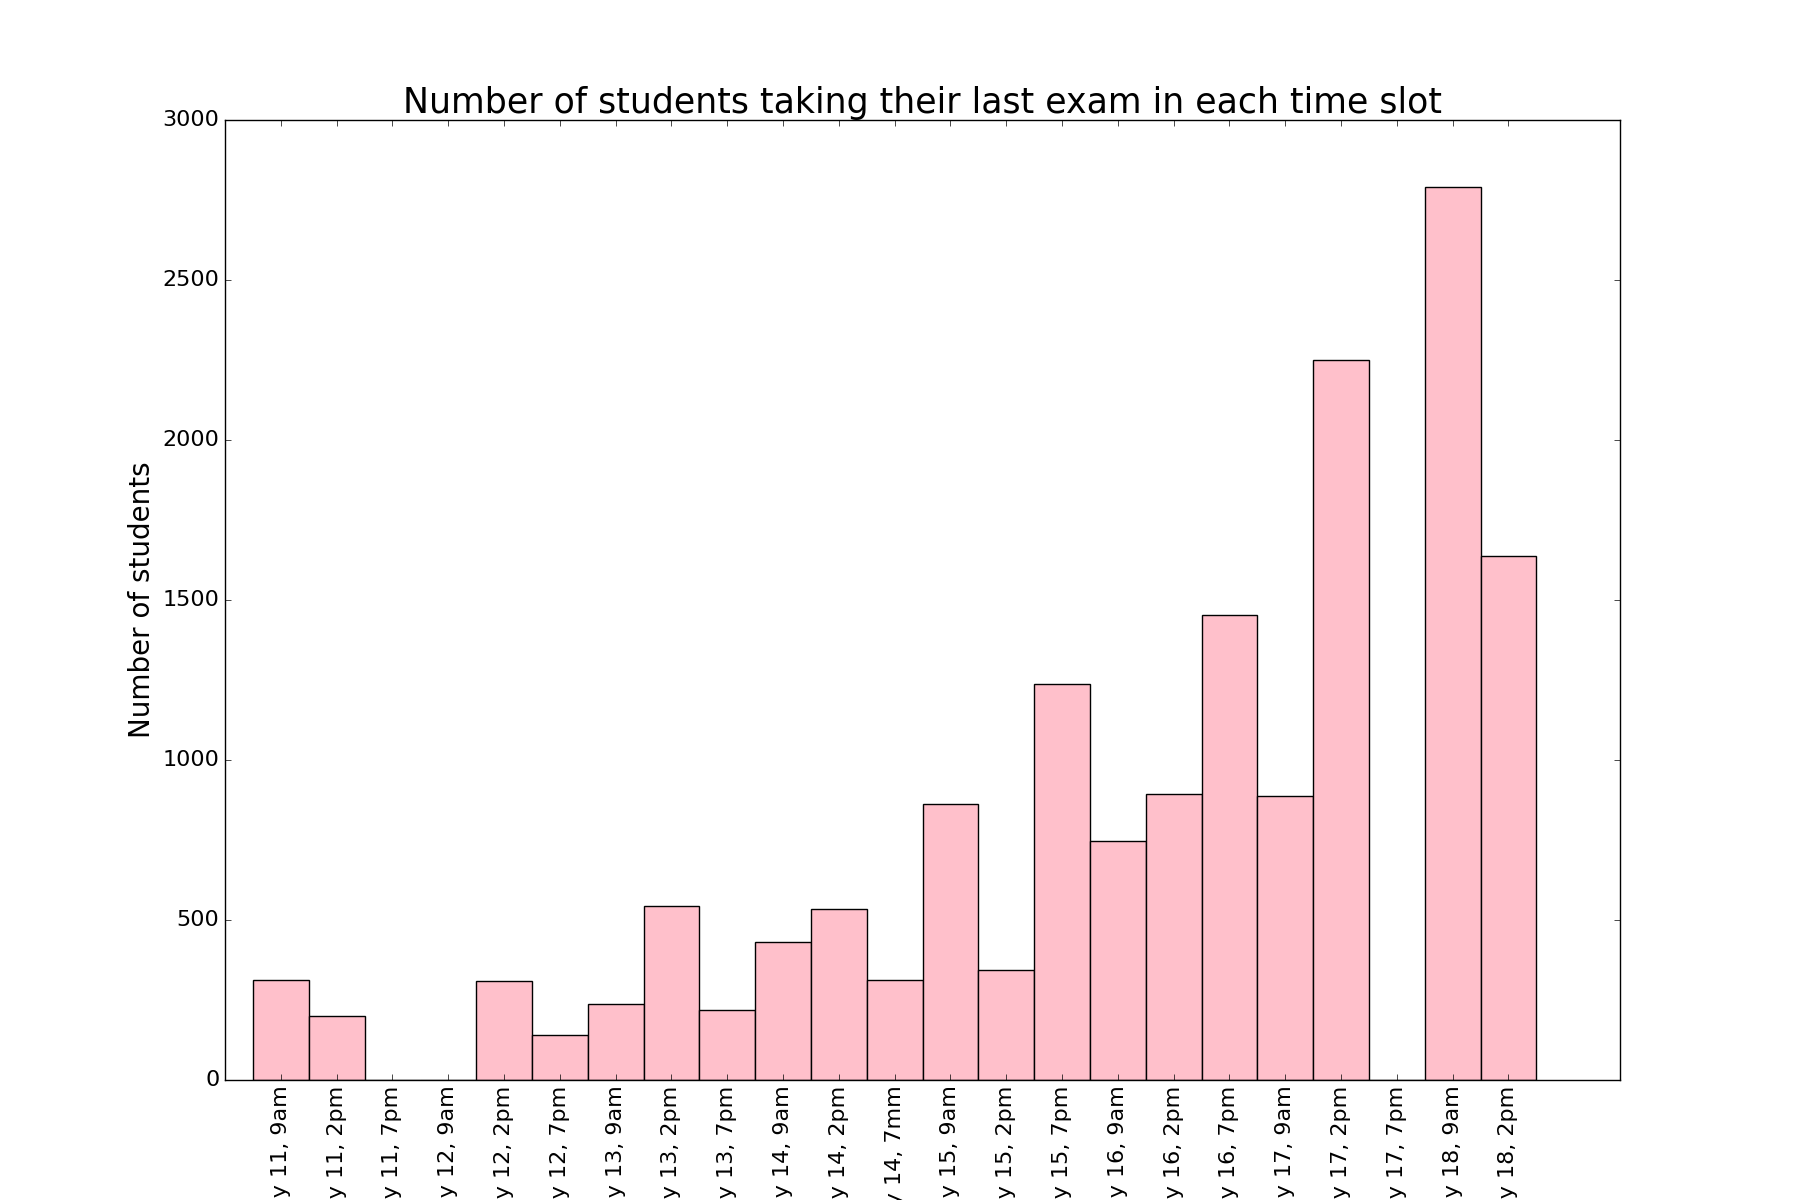 Number of students taking their last exam in each time slot
Number of students
3000
2500
2000
1500
1000
500
0
y 11, 9am
y 11, 2pm
y 11, 7pm
y 12, 9am
y 12, 2pm
y 12, 7pm
y 13, 9am
y 13, 2pm
y 13, 7pm
y 14, 9am
y 14, 2pm
y 14, 7mm
y 15, 9am
y 15, 2pm
y 15, 7pm
y 16, 9am
y 16, 2pm
y 16, 7pm
y 17, 9am
y 17, 2pm
y 17, 7pm
y 18, 9am
y 18, 2pm